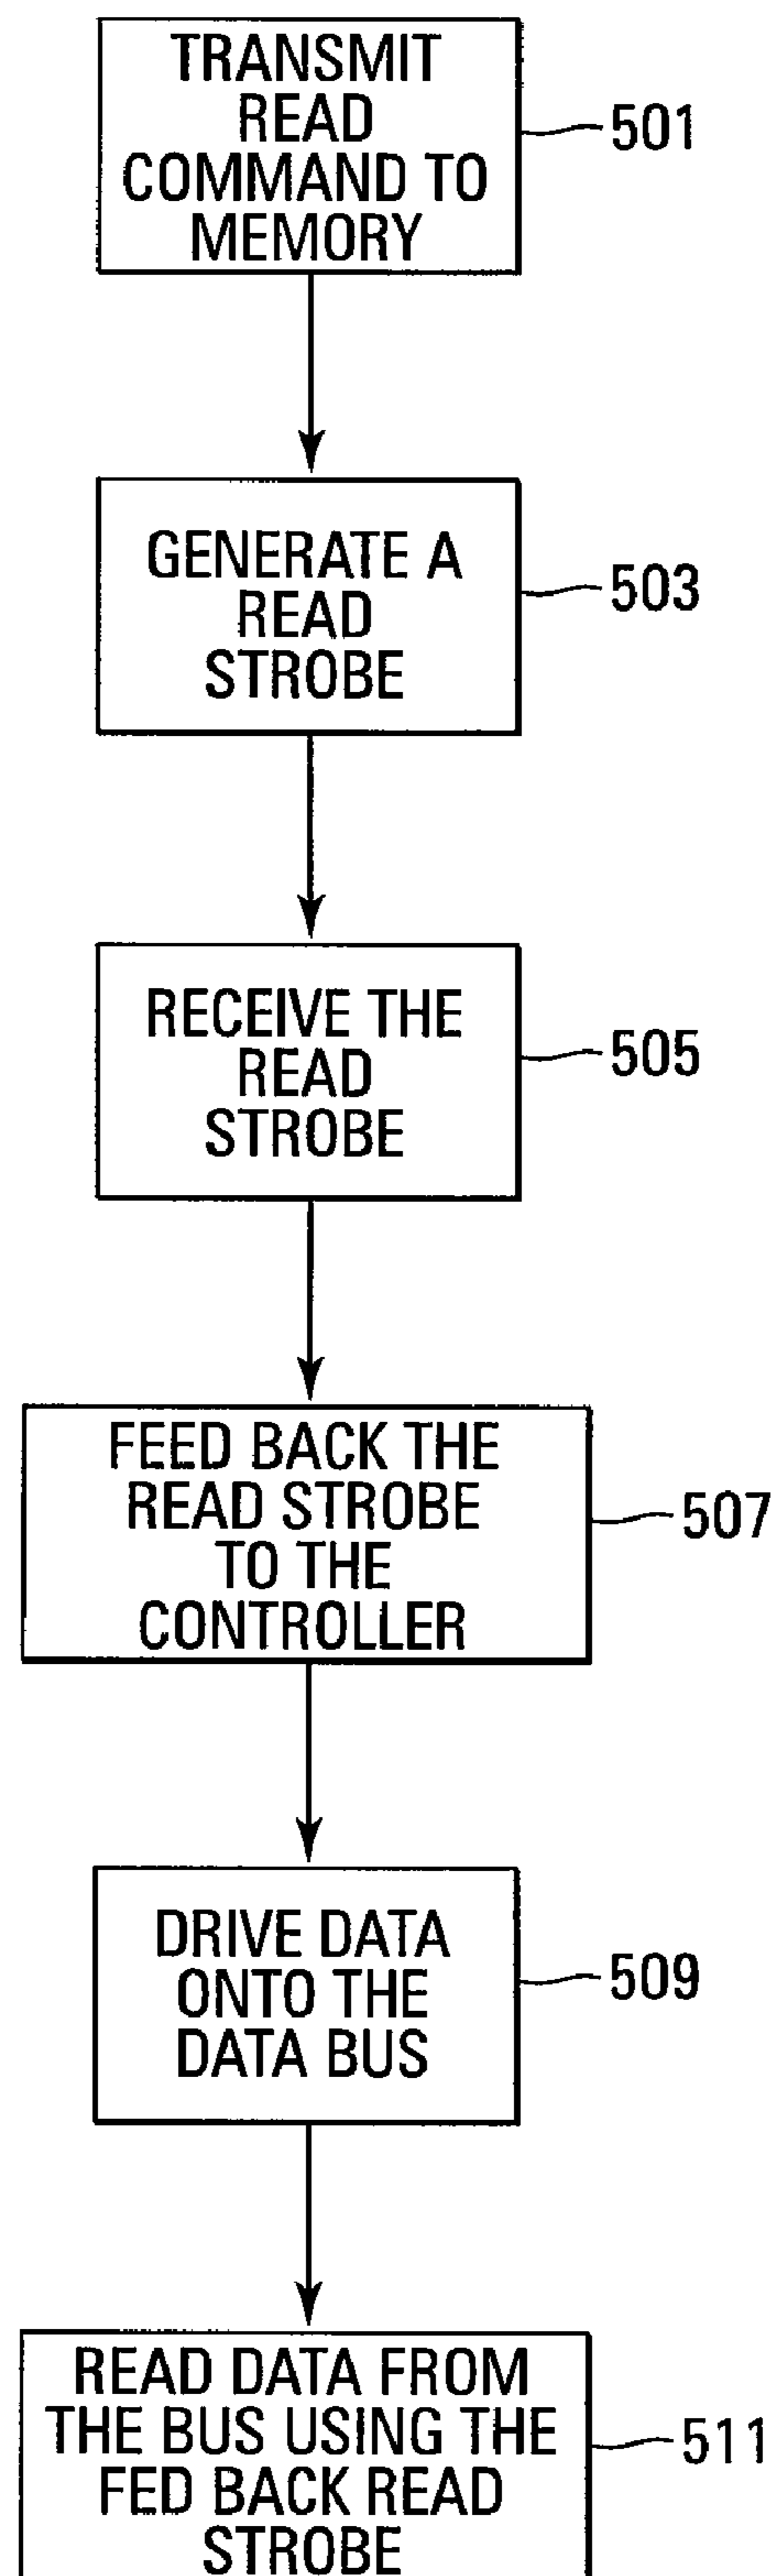 TRANSMIT
READ
COMMAND TO
MEMORY
501
GENERATE A
READ
STROBE
503
RECEIVE THE
READ
STROBE
505
FEED BACK THE
READ STROBE
TO THE
CONTROLLER
507
DRIVE DATA
ONTO THE
DATA BUS
509
READ DATA FROM
THE BUS USING THE
FED BACK READ
STROBE
511